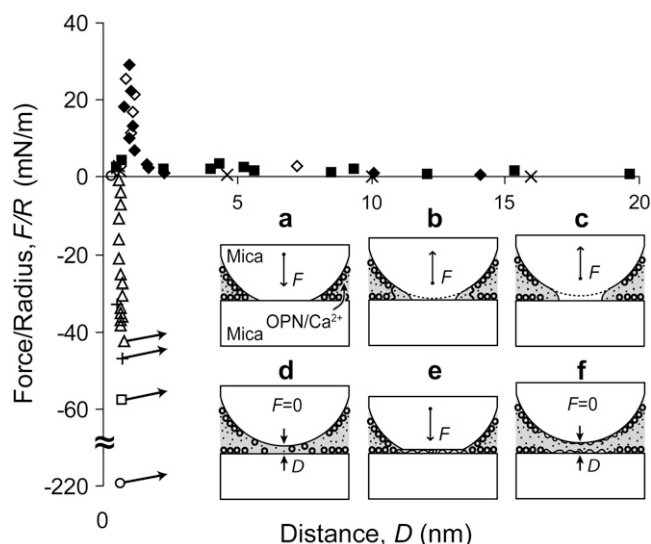 Force/Radius, F/R (mN/m)
40
20
0
-20
-40
-60
≈
-220
0
5
10
15
20
a
b
c
Mica
F
F
F
Mica
OPN/Ca²⁺
d
e
f
F=0
F
F=0
D
D
Distance, D (nm)